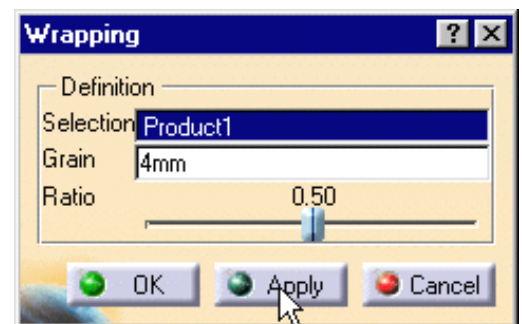 Wrapping ? ×
Definition
Selection Product1
Grain 4mm
Ratio 0.50
OK Apply Cancel